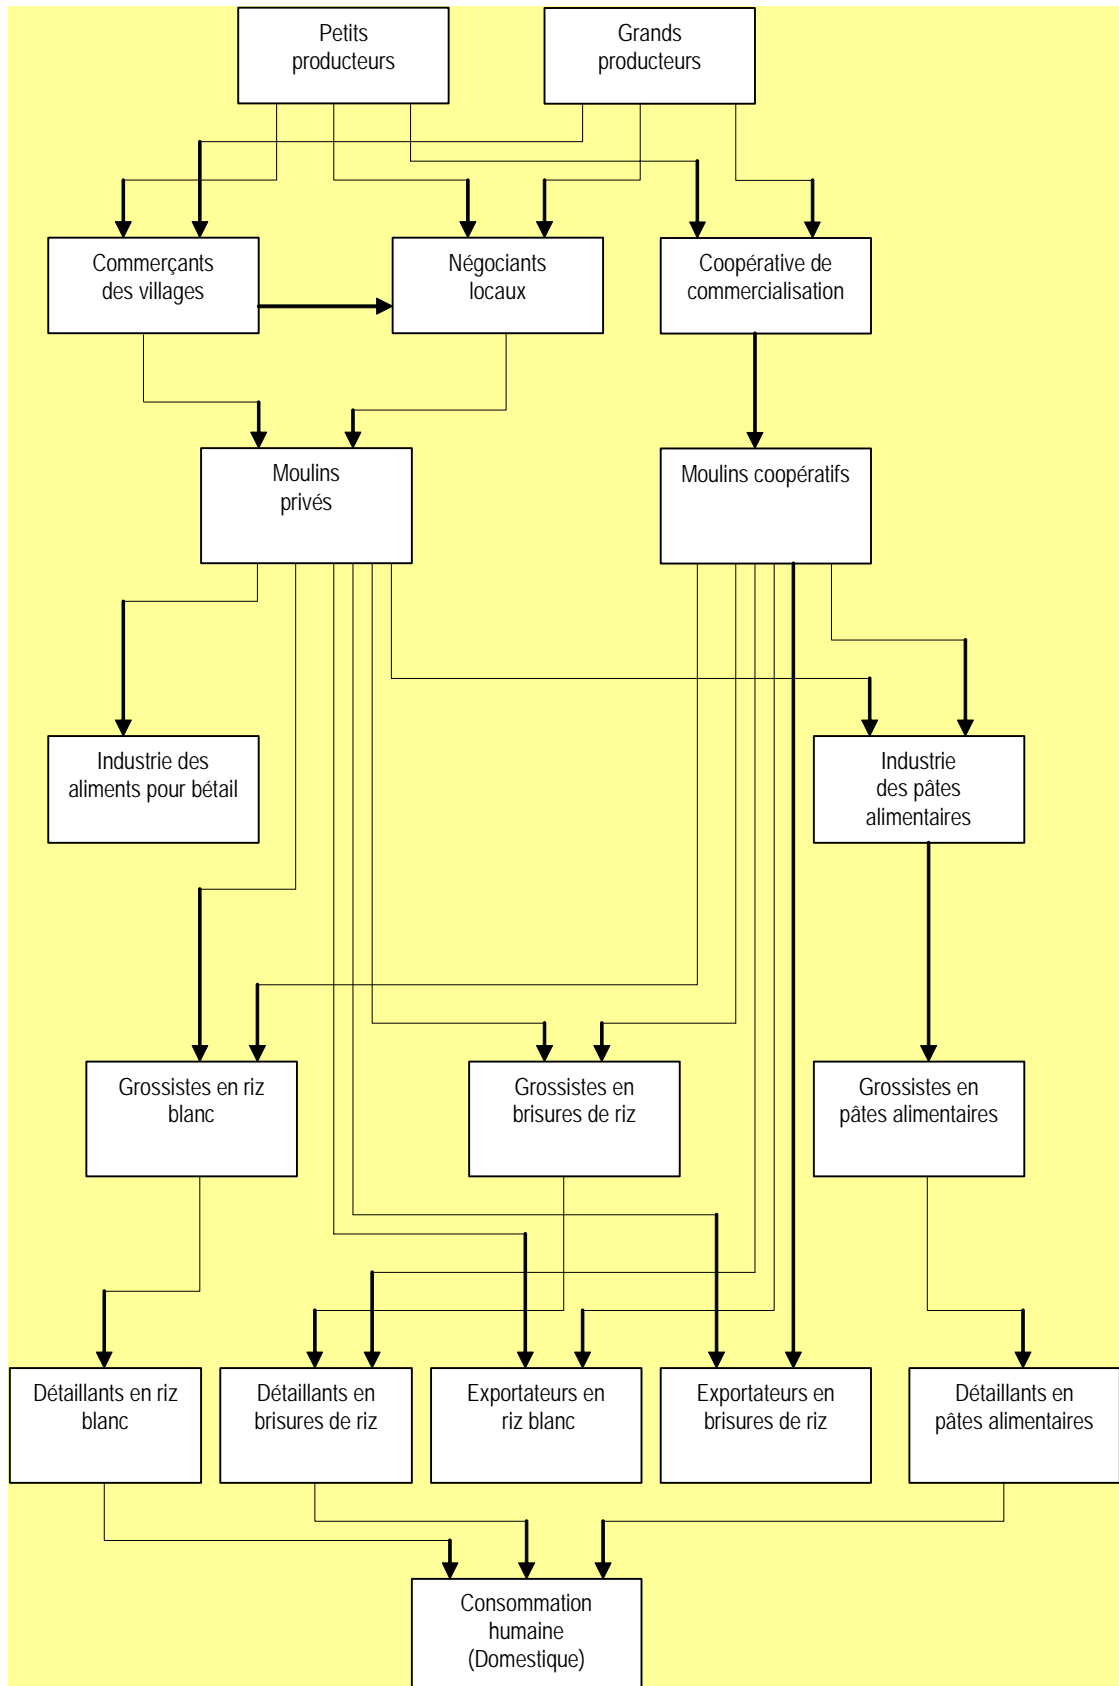 Petits
producteurs
Grands
producteurs
Commerçants
des villages
Négociants
locaux
Coopérative de
commercialisation
Moulins
privés
Moulins coopératifs
Industrie des
aliments pour bétail
Industrie
des pâtes
alimentaires
Grossistes en riz
blanc
Grossistes en
brisures de riz
Grossistes en
pâtes alimentaires
Détaillants en riz
blanc
Détaillants en
brisures de riz
Exportateurs en
riz blanc
Exportateurs en
brisures de riz
Détaillants en
pâtes alimentaires
Consommation
humaine
(Domestique)